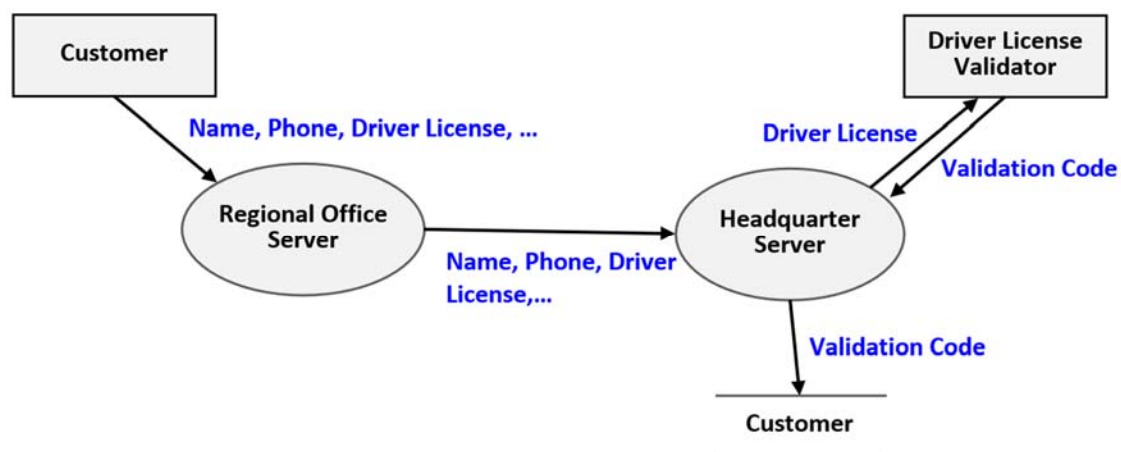 Customer
Driver License
Validator
Name, Phone, Driver License, ...
Driver License
Validation Code
Regional Office
Server
Headquarter
Server
Name, Phone, Driver
License,...
Validation Code
Customer